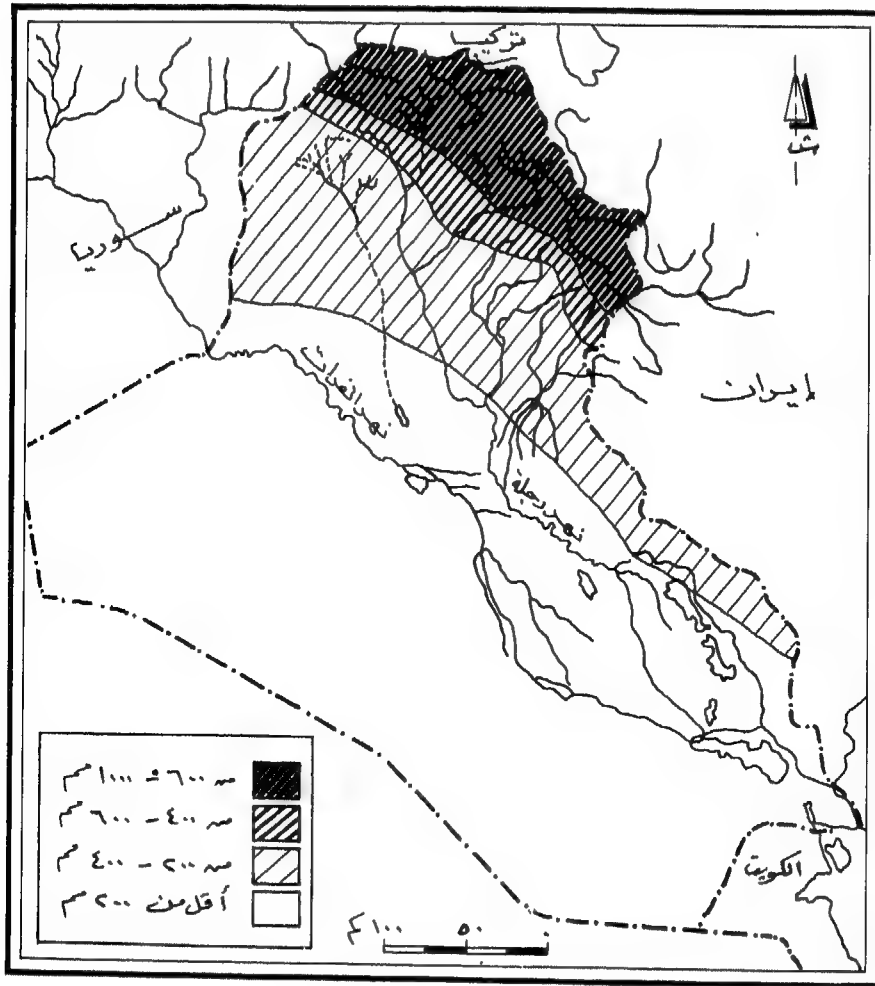 تركيا
ش
سوريا
إيران
نهر الفرات
نهر دجلة
من ٦٠٠ - ١٠٠٠ مم
من ٤٠٠ - ٦٠٠ مم
من ٢٠٠ - ٤٠٠ مم
أقل من ٢٠٠ مم
الكويت
٥٠ ١٠٠ كم